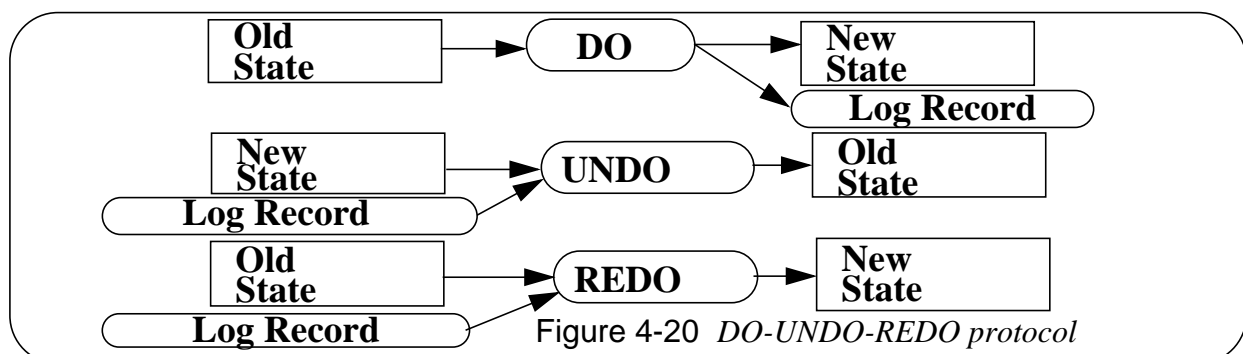 Old
State
DO
New
State
Log Record
New
State
Log Record
UNDO
Old
State
Old
State
Log Record
REDO
New
State
Figure 4-20 DO-UNDO-REDO protocol